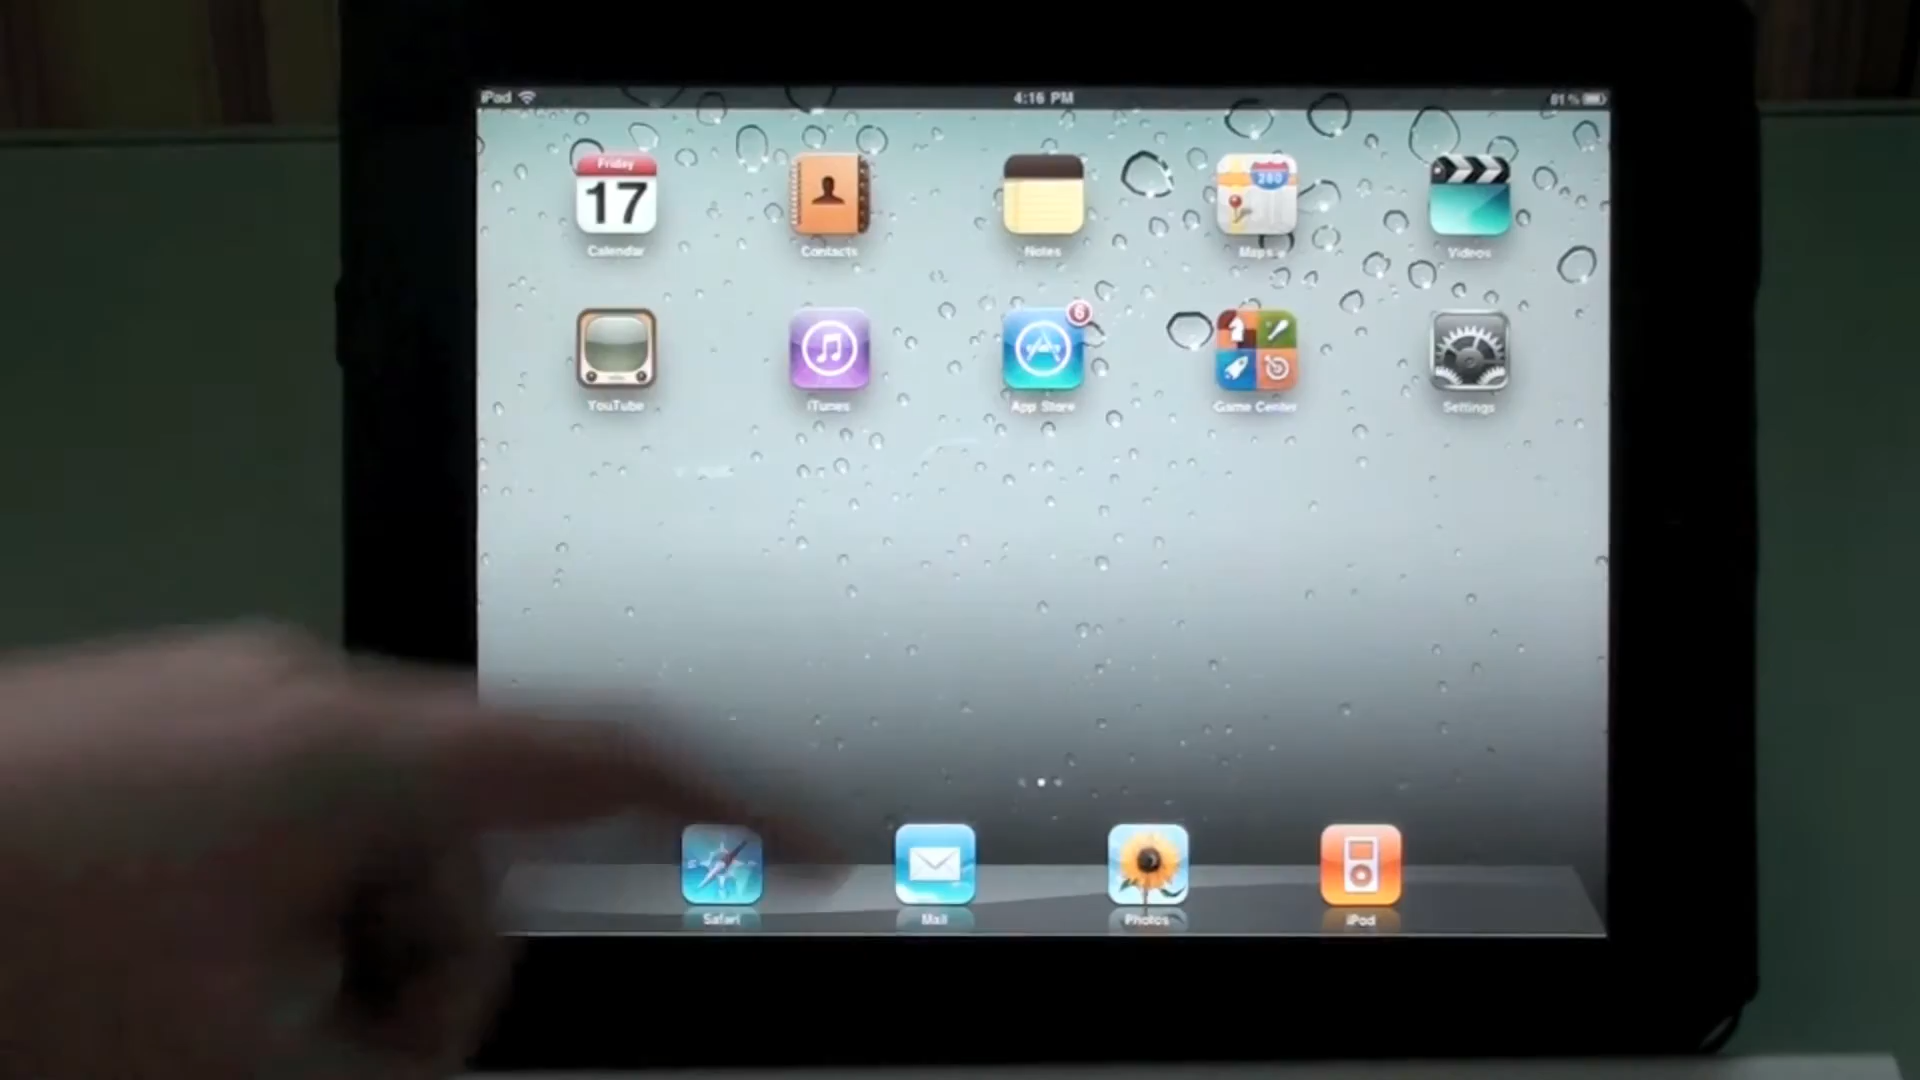 iPad 4:16 PM 81%
Friday
17
280
Calendar Contacts Notes Maps Videos
6
YouTube iTunes App Store Game Center Settings
Safari Mail Photos iPod